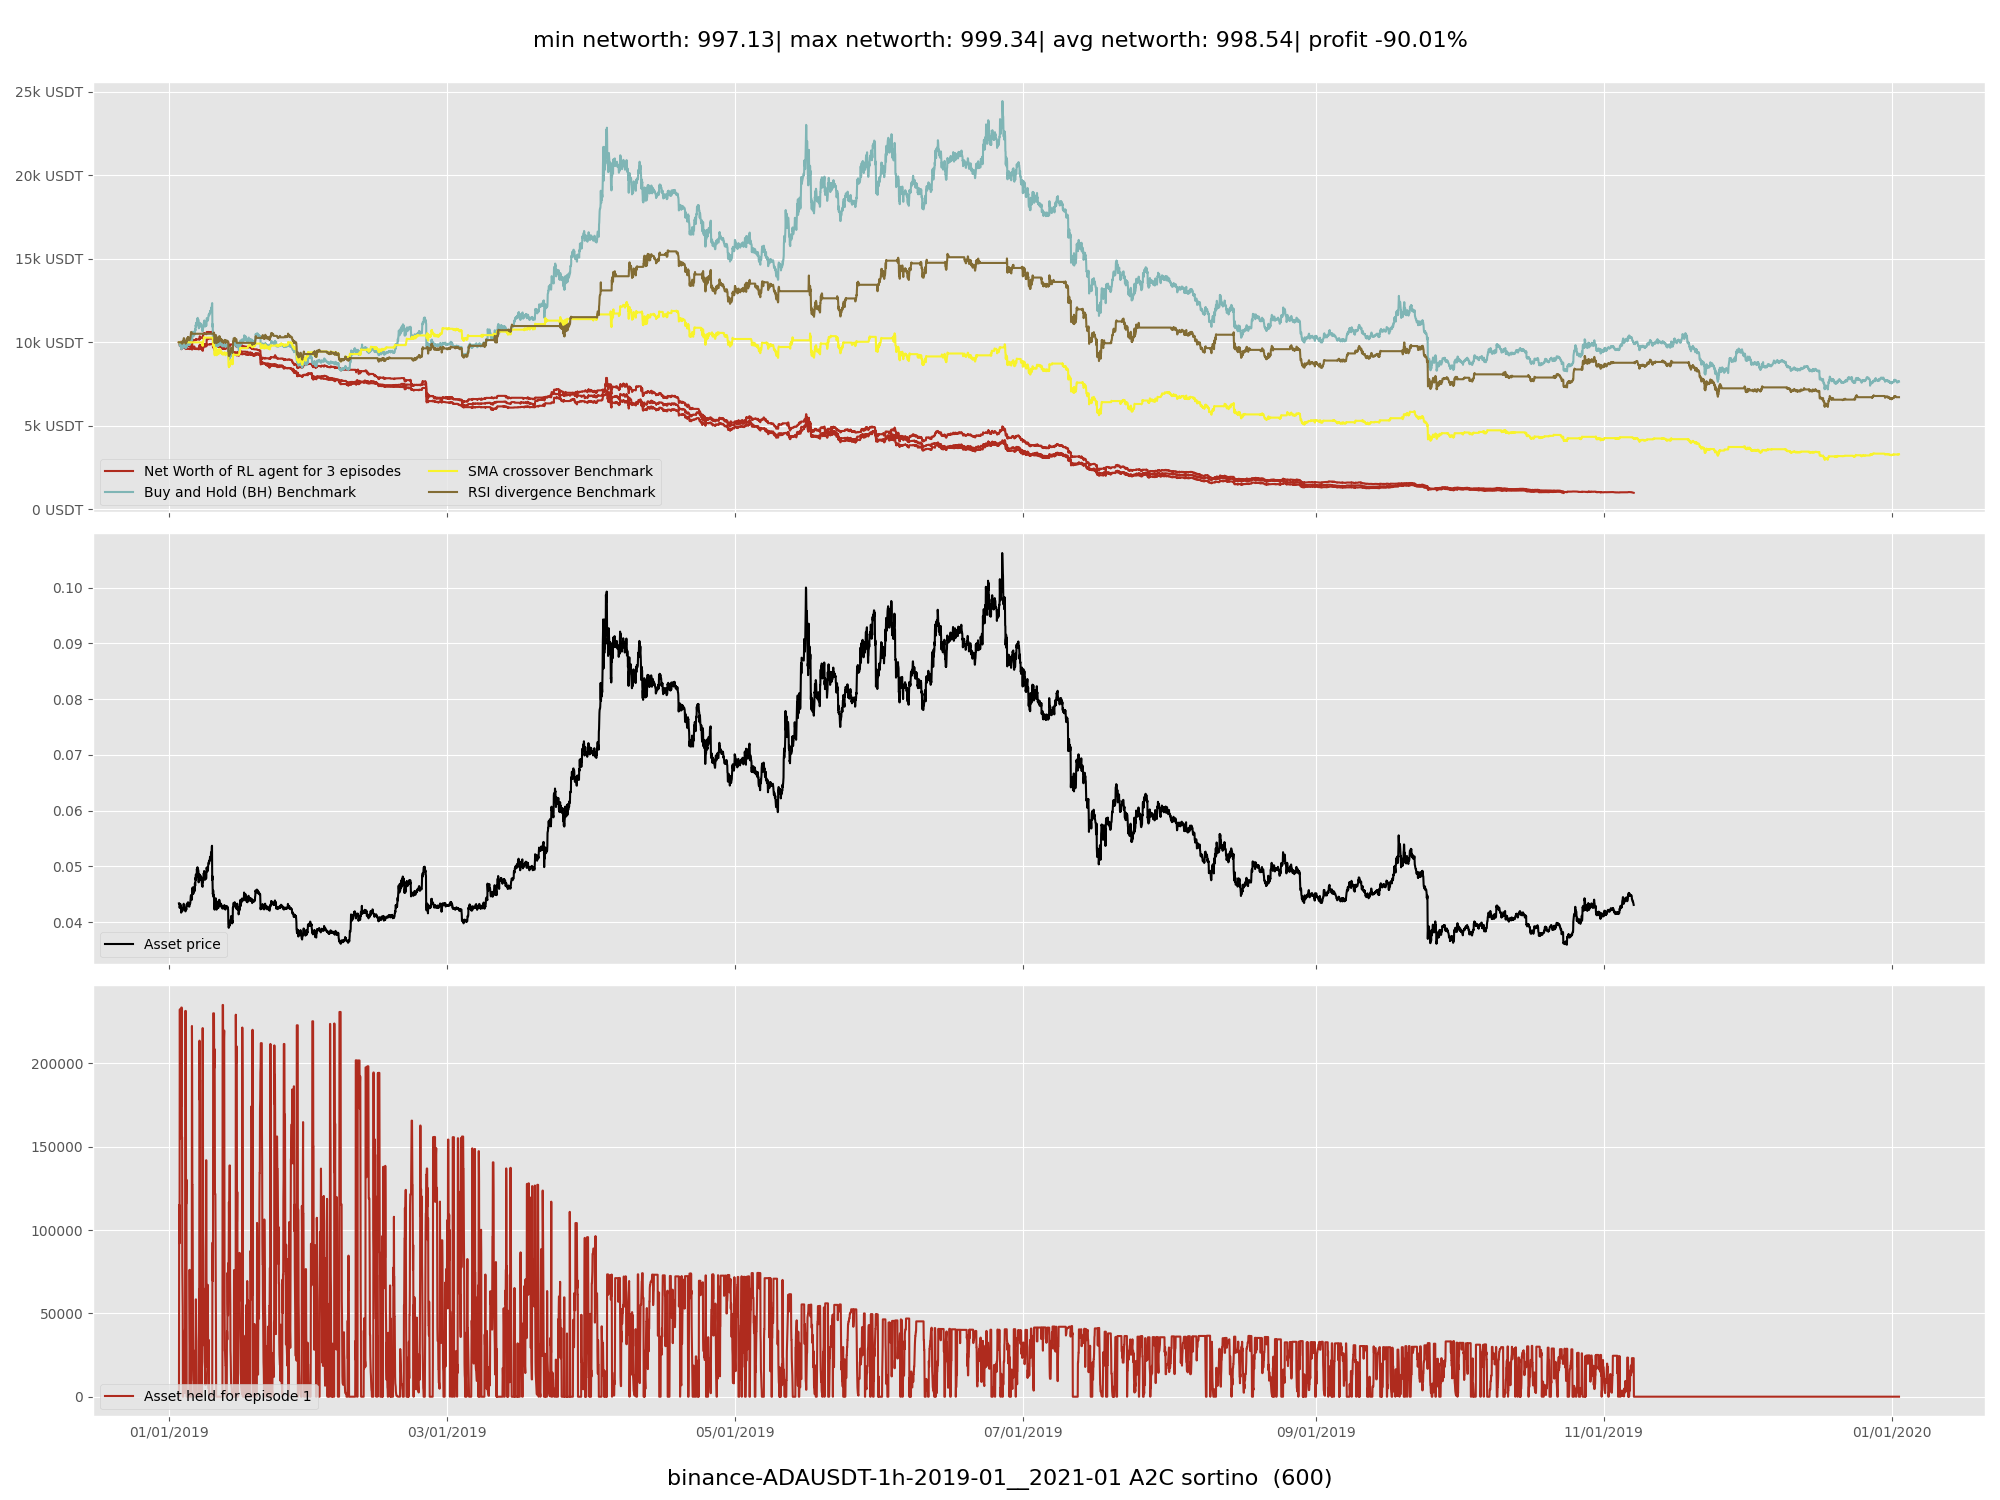 min networth: 997.13| max networth: 999.34| avg networth: 998.54| profit -90.01%
25k USDT
20k USDT
15k USDT
10k USDT
5k USDT
0 USDT
Net Worth of RL agent for 3 episodes
Buy and Hold (BH) Benchmark
SMA crossover Benchmark
RSI divergence Benchmark
0.10
0.09
0.08
0.07
0.06
0.05
0.04
Asset price
200000
150000
100000
50000
0
Asset held for episode 1
01/01/2019 03/01/2019 05/01/2019 07/01/2019 09/01/2019 11/01/2019 01/01/2020
binance-ADAUSDT-1h-2019-01__2021-01 A2C sortino (600)